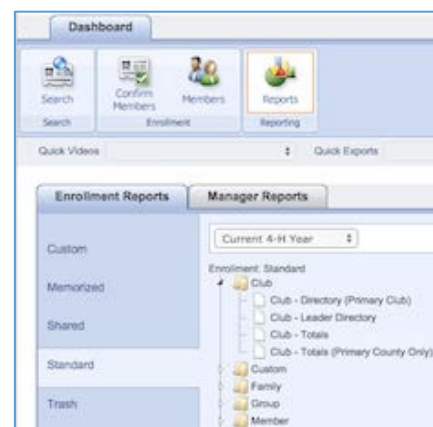 Dashboard
Search
Confirm Members
Members
Reports
Search
Enrollment
Reporting
Quick Videos
Quick Exports
Enrollment Reports
Manager Reports
Custom
Memorized
Shared
Standard
Trash
Current 4-H Year
Enrollment: Standard
Club
Club - Directory (Primary Club)
Club - Leader Directory
Club - Totals
Club - Totals (Primary County Only)
Custom
Family
Group
Member